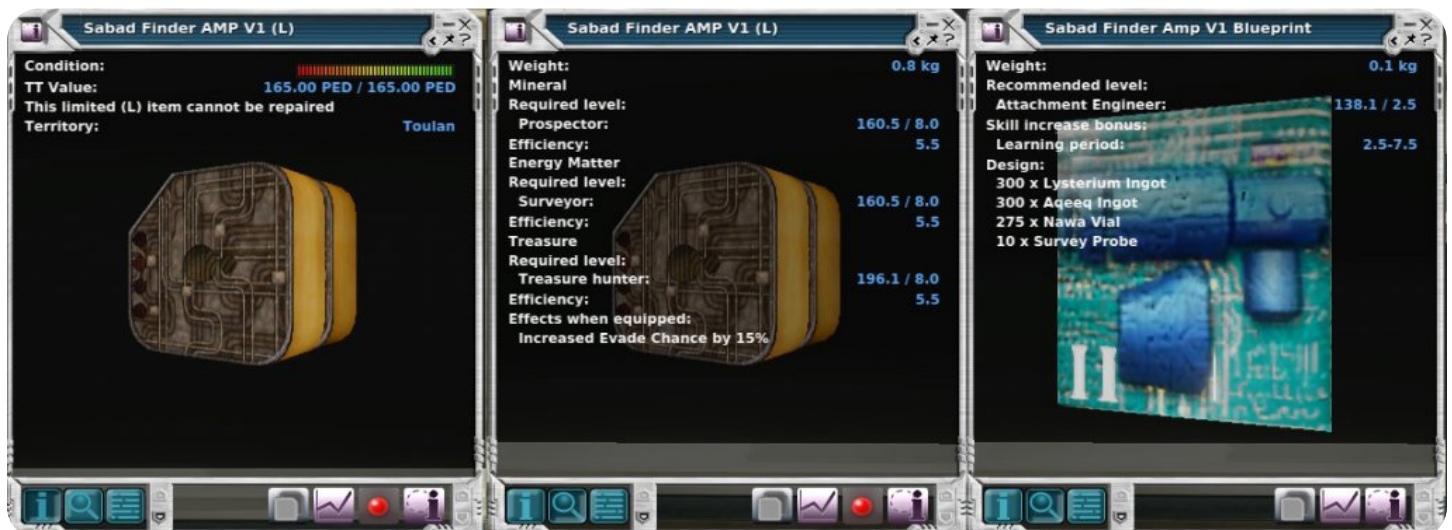 Sabad Finder AMP V1 (L)
Condition:
TT Value: 165.00 PED / 165.00 PED
This limited (L) item cannot be repaired
Territory: Toulan
Sabad Finder AMP V1 (L)
Weight: 0.8 kg
Mineral
Required level:
Prospector: 160.5 / 8.0
Efficiency: 5.5
Energy Matter
Required level:
Surveyor: 160.5 / 8.0
Efficiency: 5.5
Treasure
Required level:
Treasure hunter: 196.1 / 8.0
Efficiency: 5.5
Effects when equipped:
Increased Evade Chance by 15%
Sabad Finder Amp V1 Blueprint
Weight: 0.1 kg
Recommended level:
Attachment Engineer: 138.1 / 2.5
Skill increase bonus:
Learning period: 2.5-7.5
Design:
300 x Lysterium Ingot
300 x Aqeeq Ingot
275 x Nawa Vial
10 x Survey Probe
II